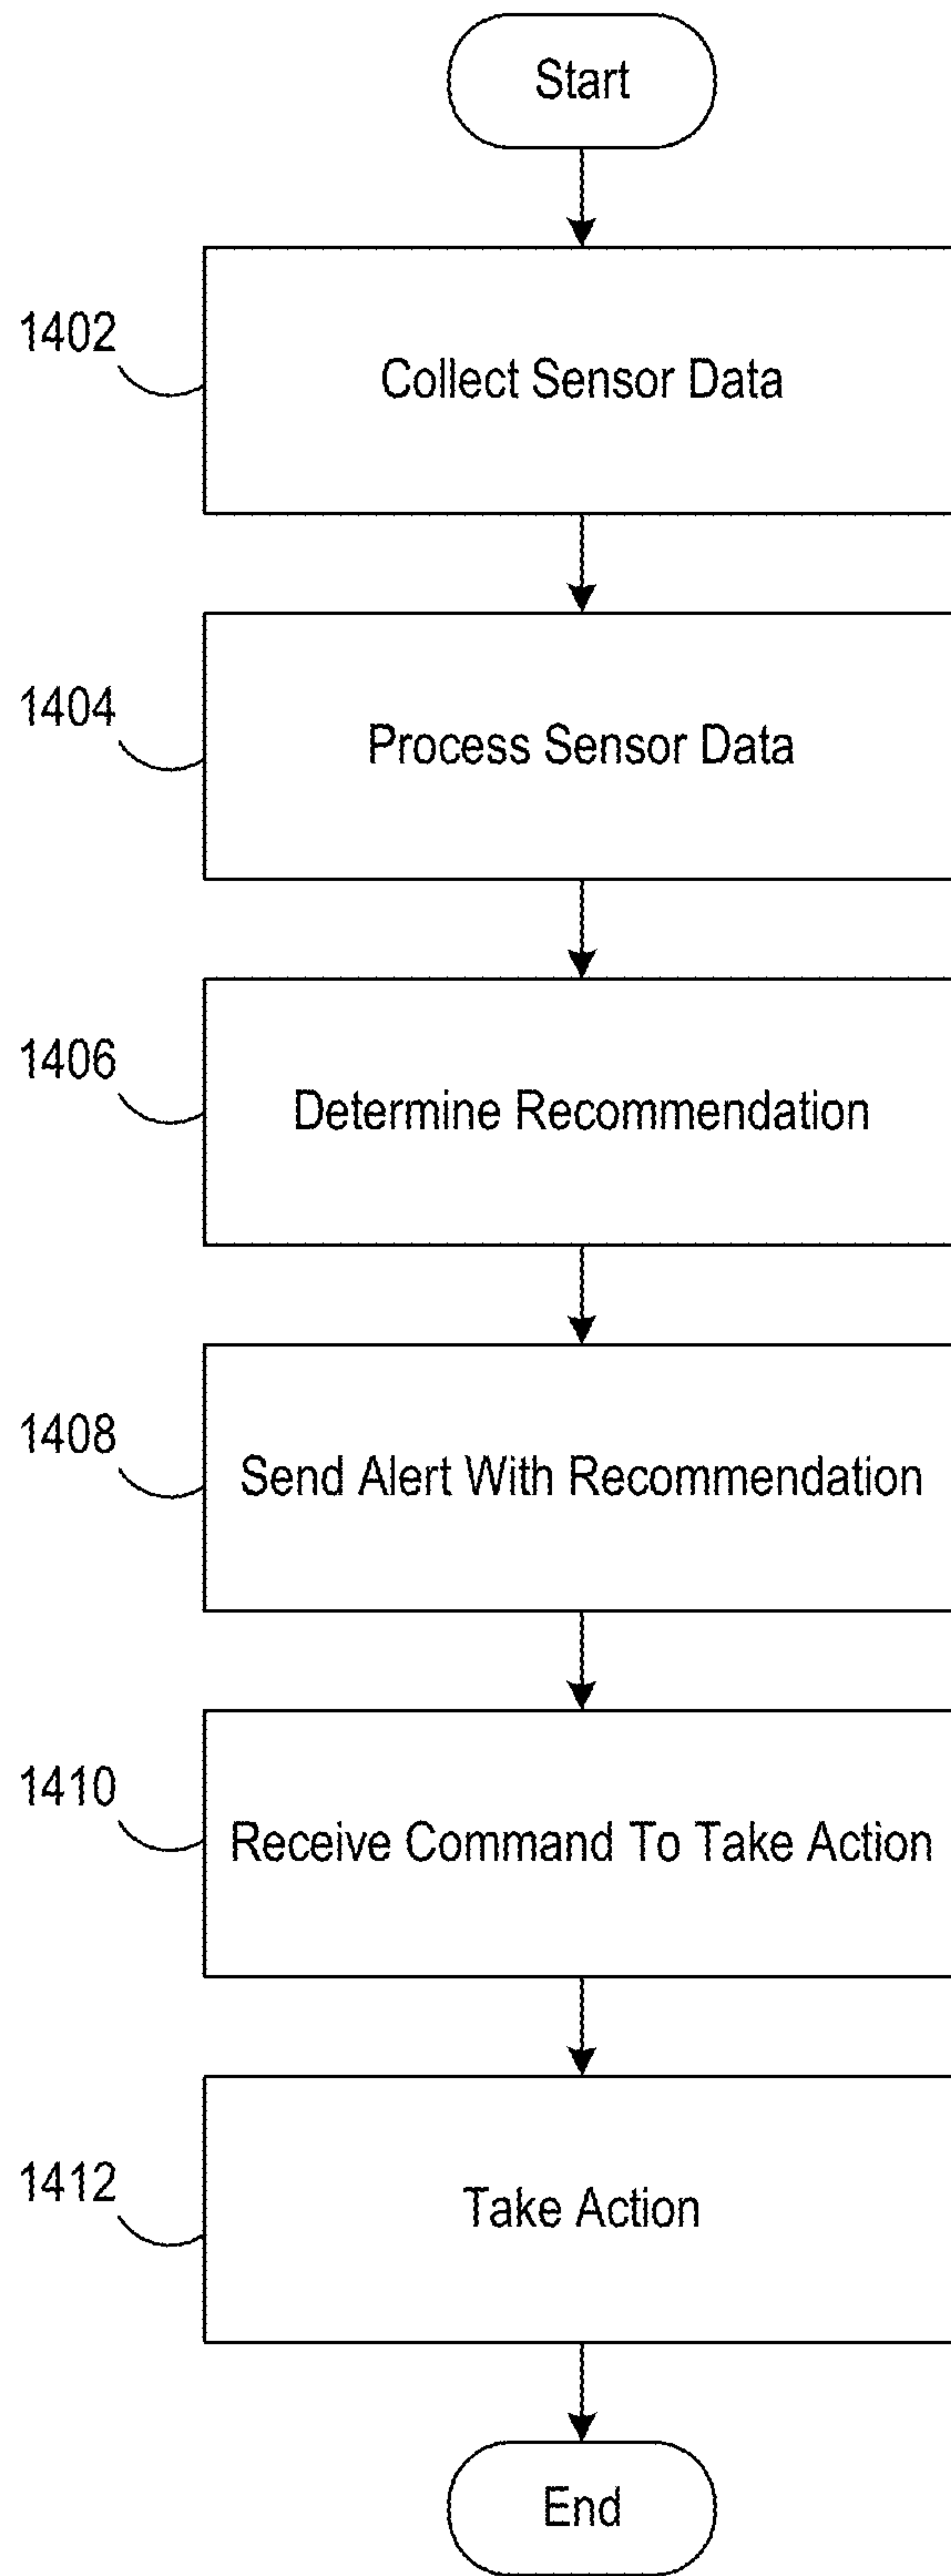 Start
1402
Collect Sensor Data
1404
Process Sensor Data
1406
Determine Recommendation
1408
Send Alert With Recommendation
1410
Receive Command To Take Action
1412
Take Action
End